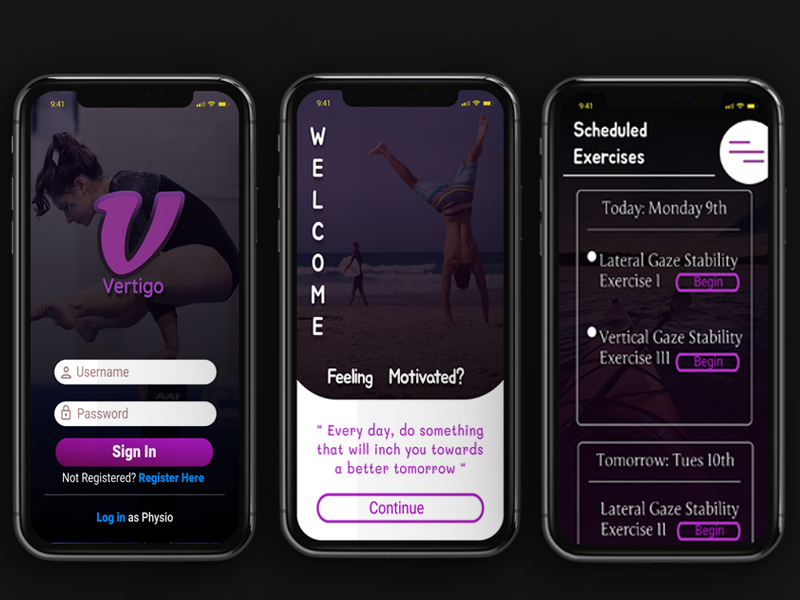 9:41
V
Vertigo
Username
Password
Sign In
Not Registered? Register Here
Log in as Physio
9:41
WELCOME
Feeling Motivated?
“ Every day, do something
that will inch you towards
a better tomorrow “
Continue
9:41
Scheduled
Exercises
Today: Monday 9th
Lateral Gaze Stability
Exercise I Begin
Vertical Gaze Stability
Exercise III Begin
Tomorrow: Tues 10th
Lateral Gaze Stability
Exercise II Begin